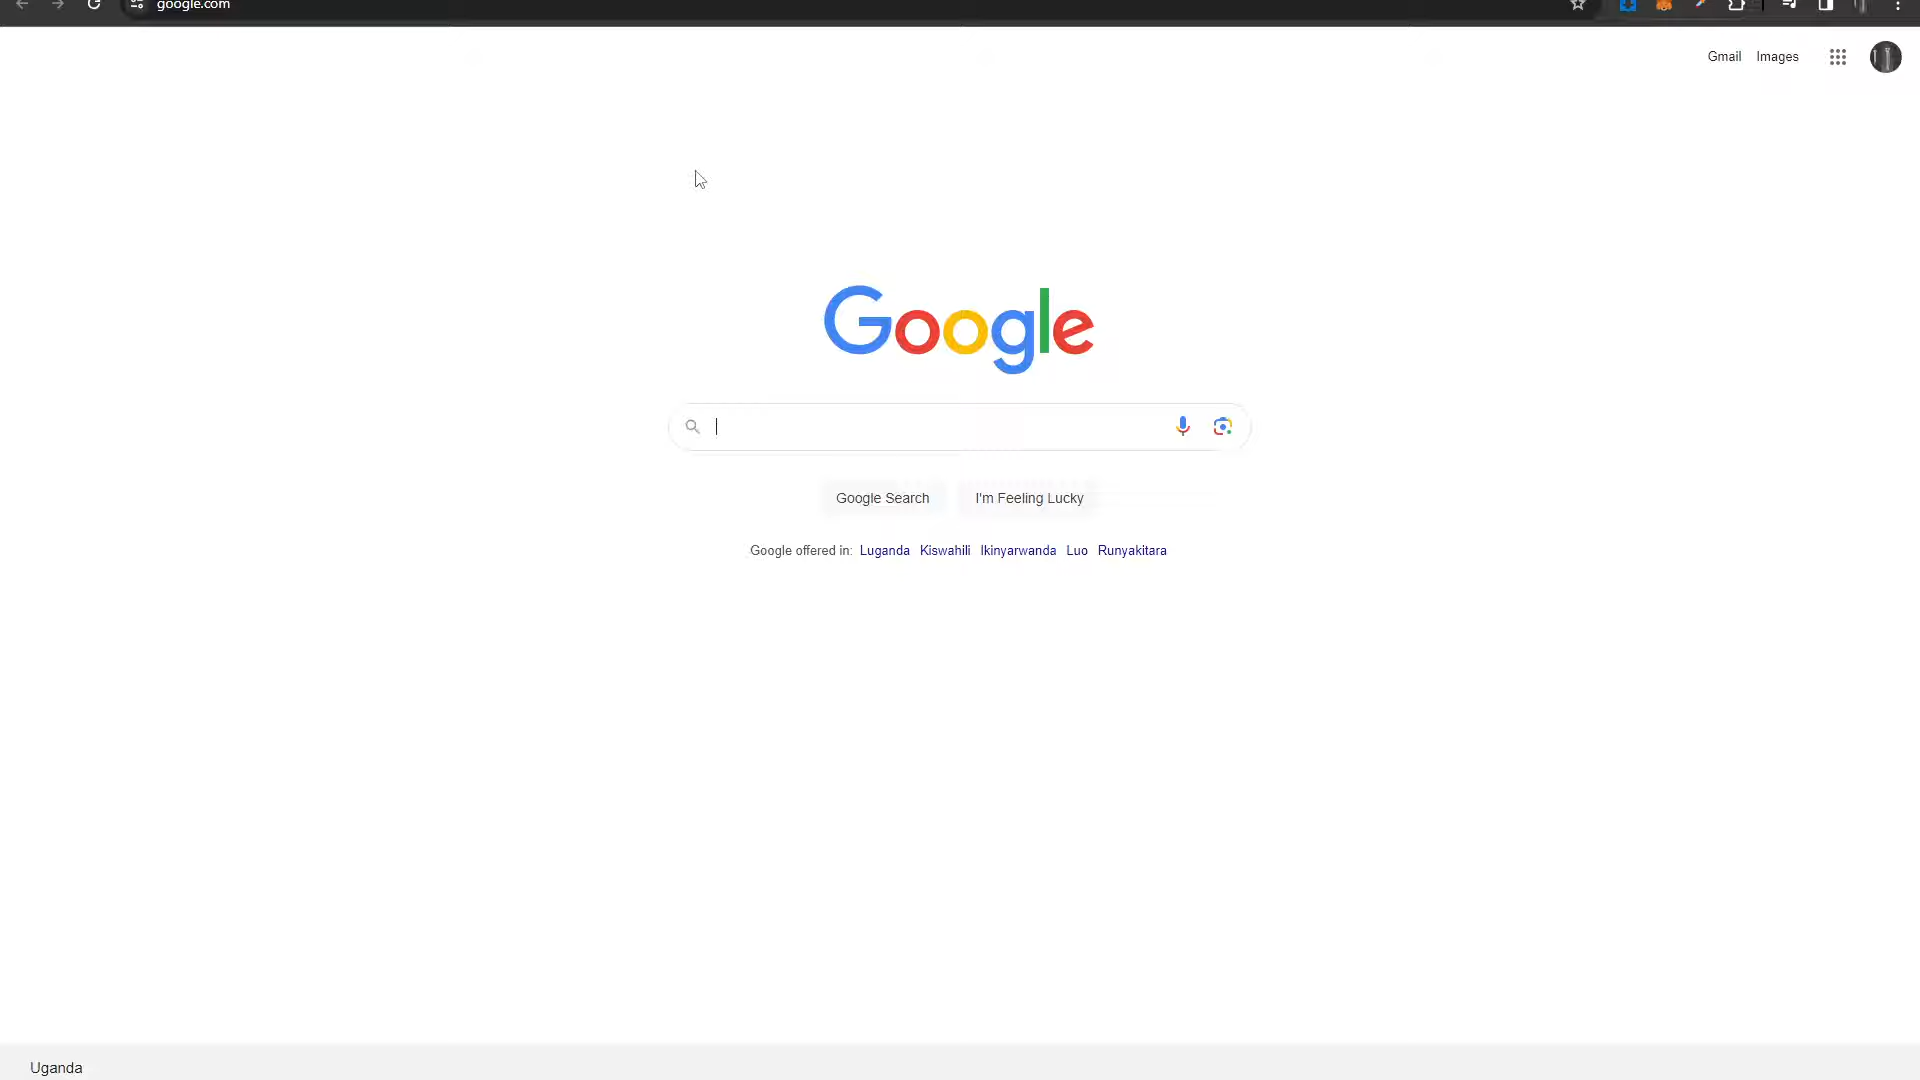 google.com
Gmail Images
Google
Google Search I'm Feeling Lucky
Google offered in: Luganda Kiswahili Ikinyarwanda Luo Runyakitara
Uganda